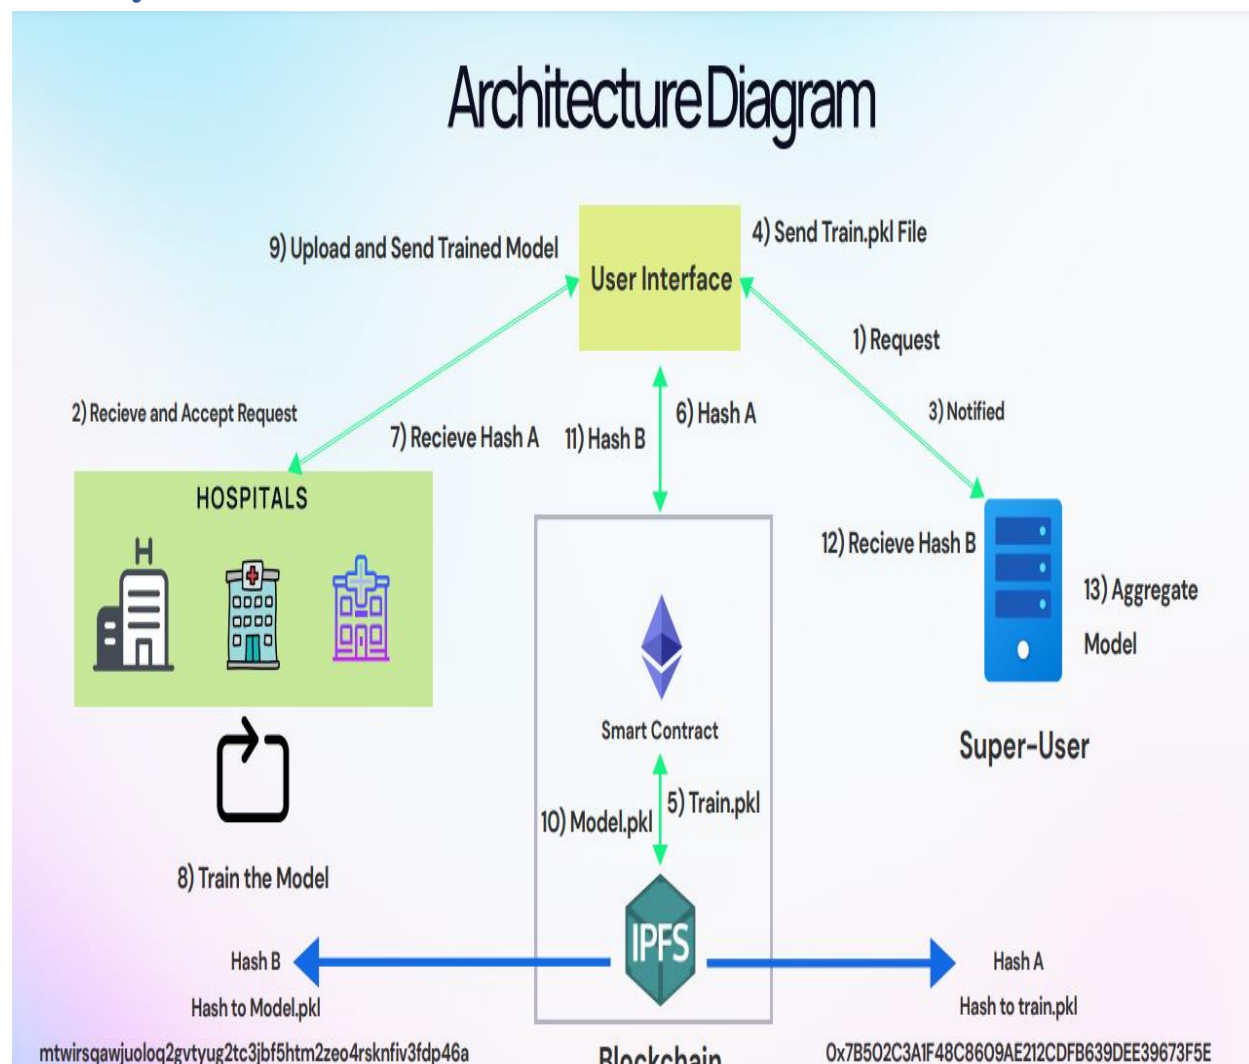 Architecture Diagram
9) Upload and Send Trained Model
User Interface
4) Send Train.pkl File
1) Request
3) Notified
2) Recieve and Accept Request
7) Recieve Hash A
11) Hash B
6) Hash A
HOSPITALS
H
12) Recieve Hash B
13) Aggregate
Model
Smart Contract
Super-User
10) Model.pkl
5) Train.pkl
8) Train the Model
IPFS
Hash B
Hash to Model.pkl
mtwirsqawjuoloq2gvtyug2tc3jbf5htm2zeo4rsknfiv3fdp46a
Hash A
Hash to train.pkl
0x7B502C3A1F48C8609AE212CDFB639DEE39673F5E
Blockchain